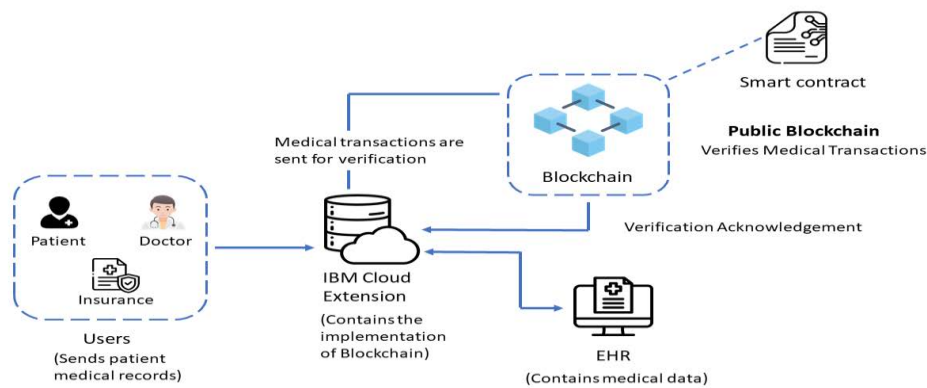 Smart contract
Public Blockchain
Verifies Medical Transactions
Medical transactions are
sent for verification
Blockchain
Patient
Doctor
Insurance
Verification Acknowledgement
IBM Cloud
Extension
(Contains the
implementation
of Blockchain)
Users
(Sends patient
medical records)
EHR
(Contains medical data)